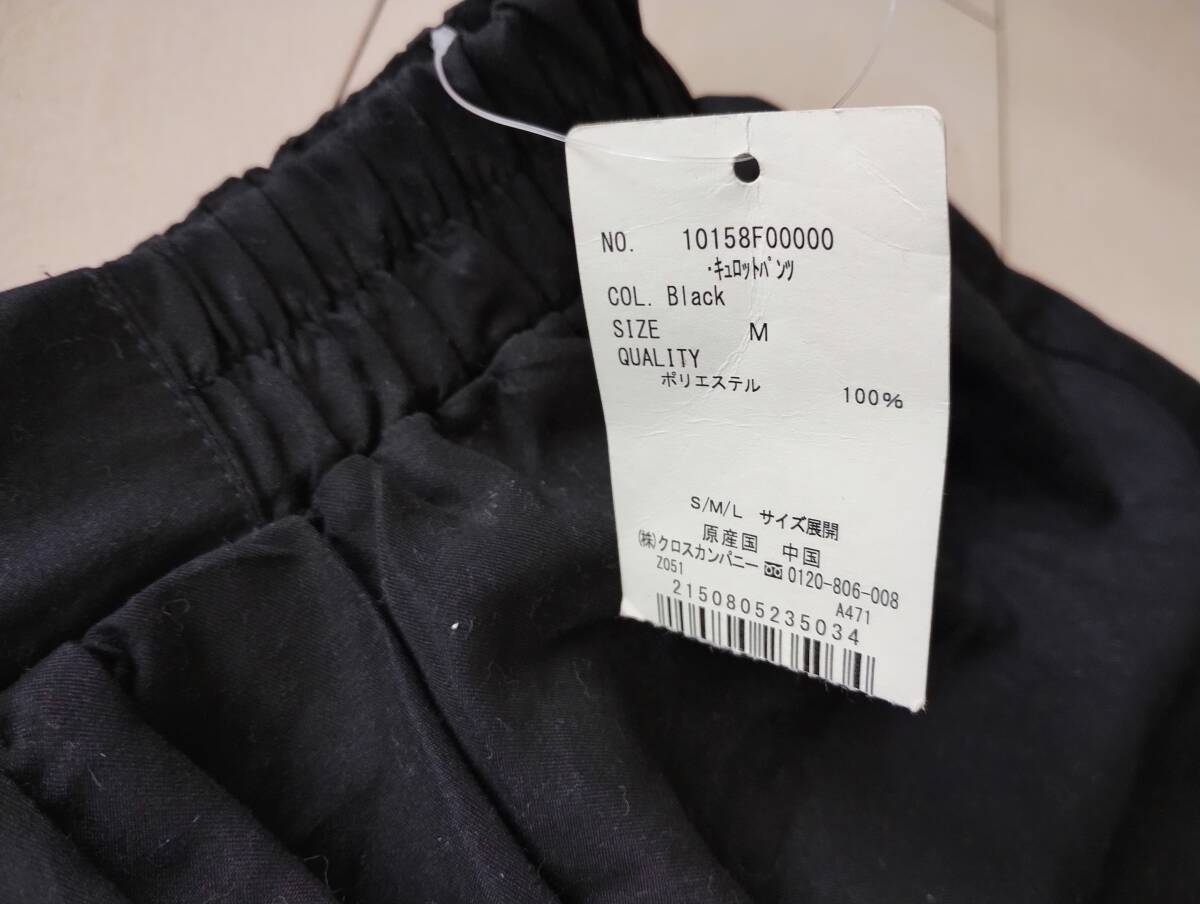 NO. 10158F00000
・ｷｭﾛｯﾄﾊﾟﾝﾂ
COL. Black
SIZE M
QUALITY
ポリエステル 100%
S/M/L サイズ展開
原産国 中国
㈱クロスカンパニー 0120-806-008
Z051 A471
2150805235034